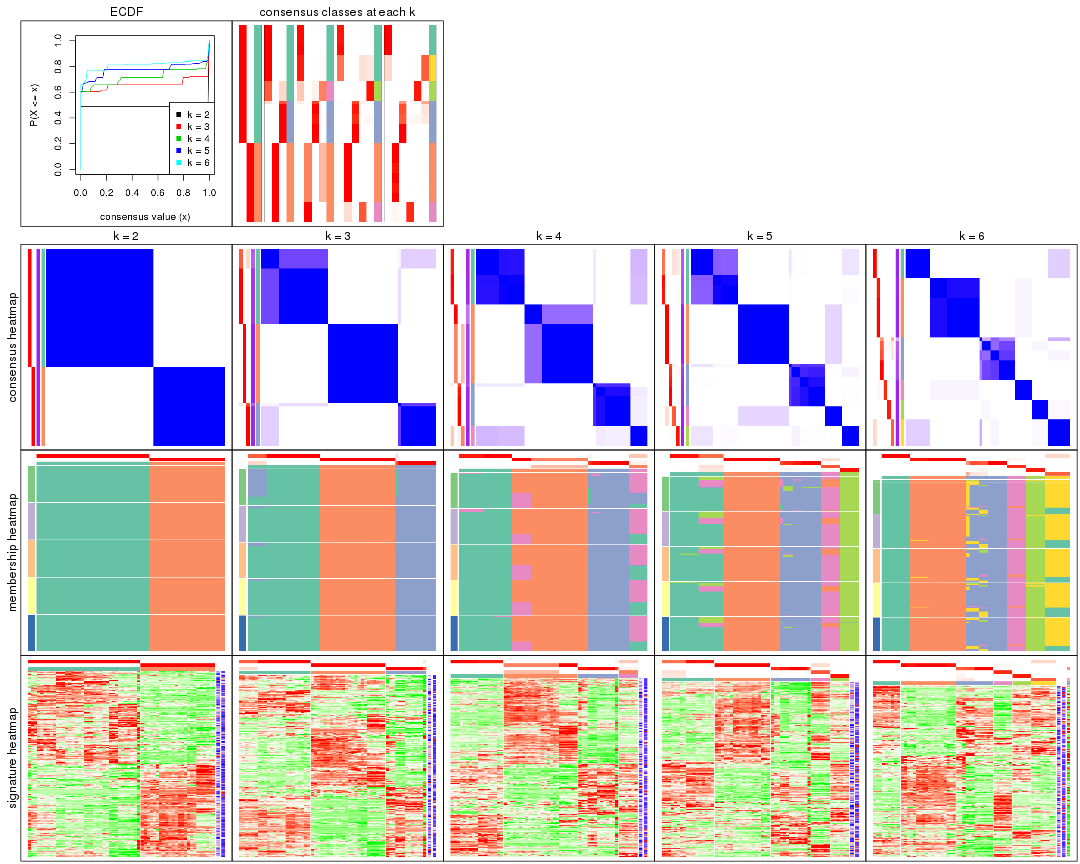 ECDF
consensus classes at each k
P(X <= x)
1.0
0.8
0.6
0.4
0.2
0.0
k = 2
k = 3
k = 4
k = 5
k = 6
0.0 0.2 0.4 0.6 0.8 1.0
consensus value (x)
k = 2
k = 3
k = 4
k = 5
k = 6
consensus heatmap
membership heatmap
signature heatmap